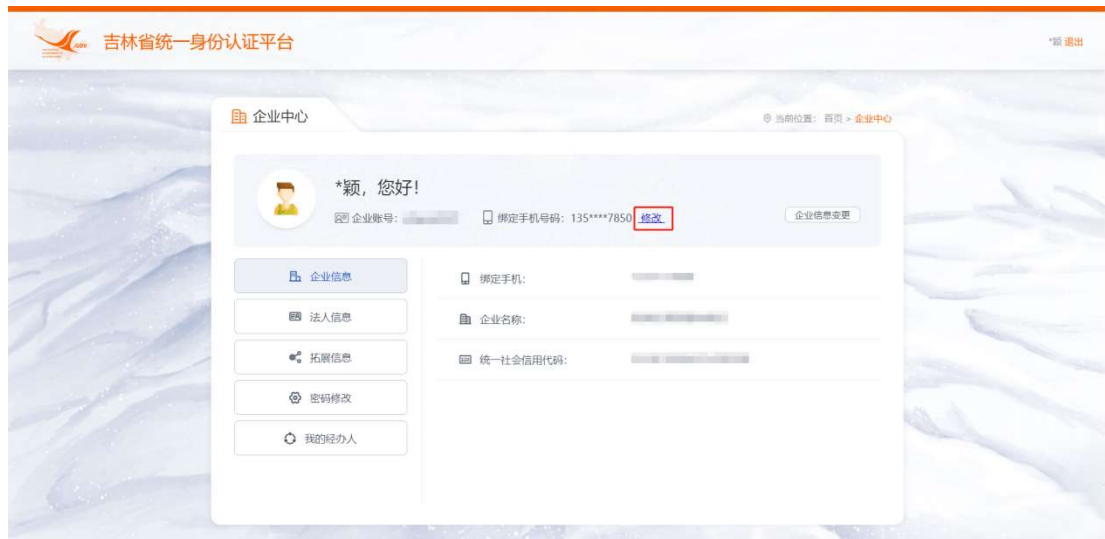 .GOV 吉林省统一身份认证平台 *颖 退出
企业中心 当前位置: 首页 > 企业中心
*颖, 您好!
企业账号: 绑定手机号码: 135****7850 修改 企业信息变更
企业信息 绑定手机:
法人信息 企业名称:
拓展信息 统一社会信用代码:
密码修改
我的经办人